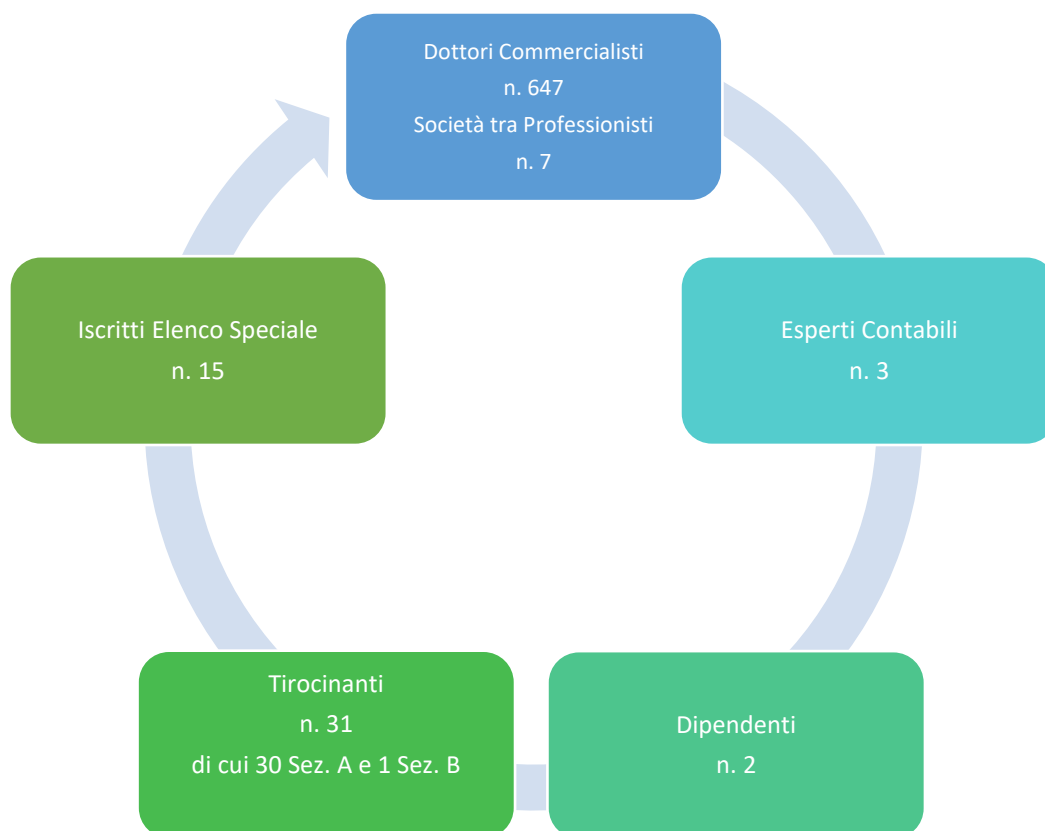 Dottori Commercialisti
n. 647
Società tra Professionisti
n. 7
Esperti Contabili
n. 3
Dipendenti
n. 2
Tirocinanti
n. 31
di cui 30 Sez. A e 1 Sez. B
Iscritti Elenco Speciale
n. 15